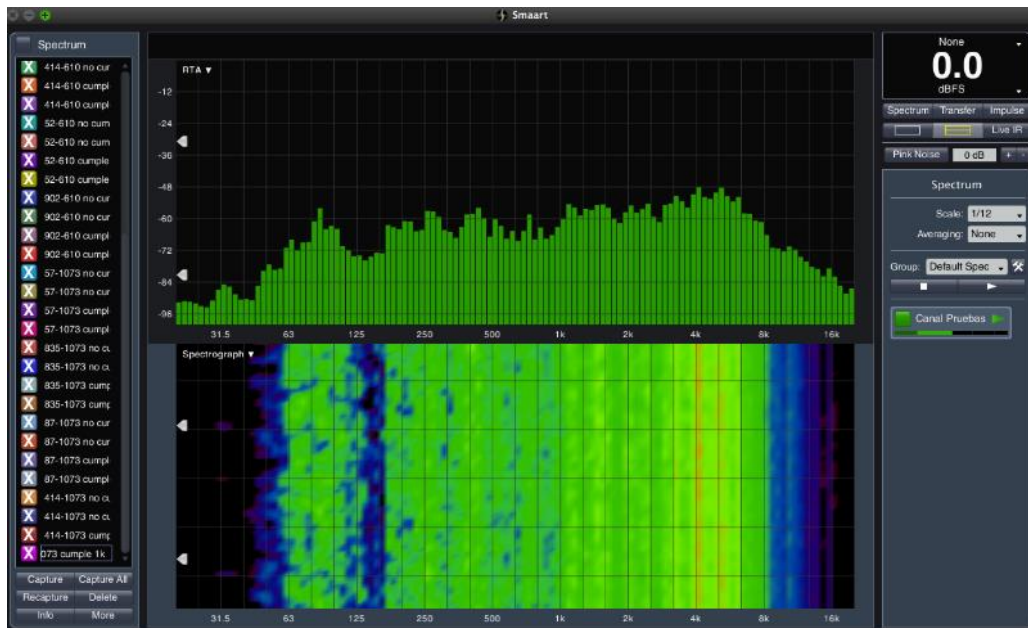 Smaart
Spectrum
414-610 no cur
414-610 cumpl
414-610 cumpl
52-610 no cum
52-610 no cum
52-610 cumple
52-610 cumple
902-610 no cur
902-610 no cur
902-610 cumpl
902-610 cumpl
57-1073 no cur
57-1073 no cur
57-1073 cumpl
57-1073 cumpl
835-1073 no cu
835-1073 no cu
835-1073 cump
835-1073 cump
87-1073 no cur
87-1073 no cur
87-1073 cumpl
87-1073 cumpl
414-1073 no cu
414-1073 no cu
414-1073 cump
073 cumple 1k
Capture Capture All
Recapture Delete
Info More
RTA
-12
-24
-36
-48
-60
-72
-84
-96
31.5 63 125 250 500 1k 2k 4k 8k 16k
Spectrograph
31.5 63 125 250 500 1k 2k 4k 8k 16k
None
0.0
dBFS
Spectrum Transfer Impulse
Live IR
Pink Noise 0 dB + -
Spectrum
Scale: 1/12
Averaging: None
Group: Default Spec
Canal Pruebas